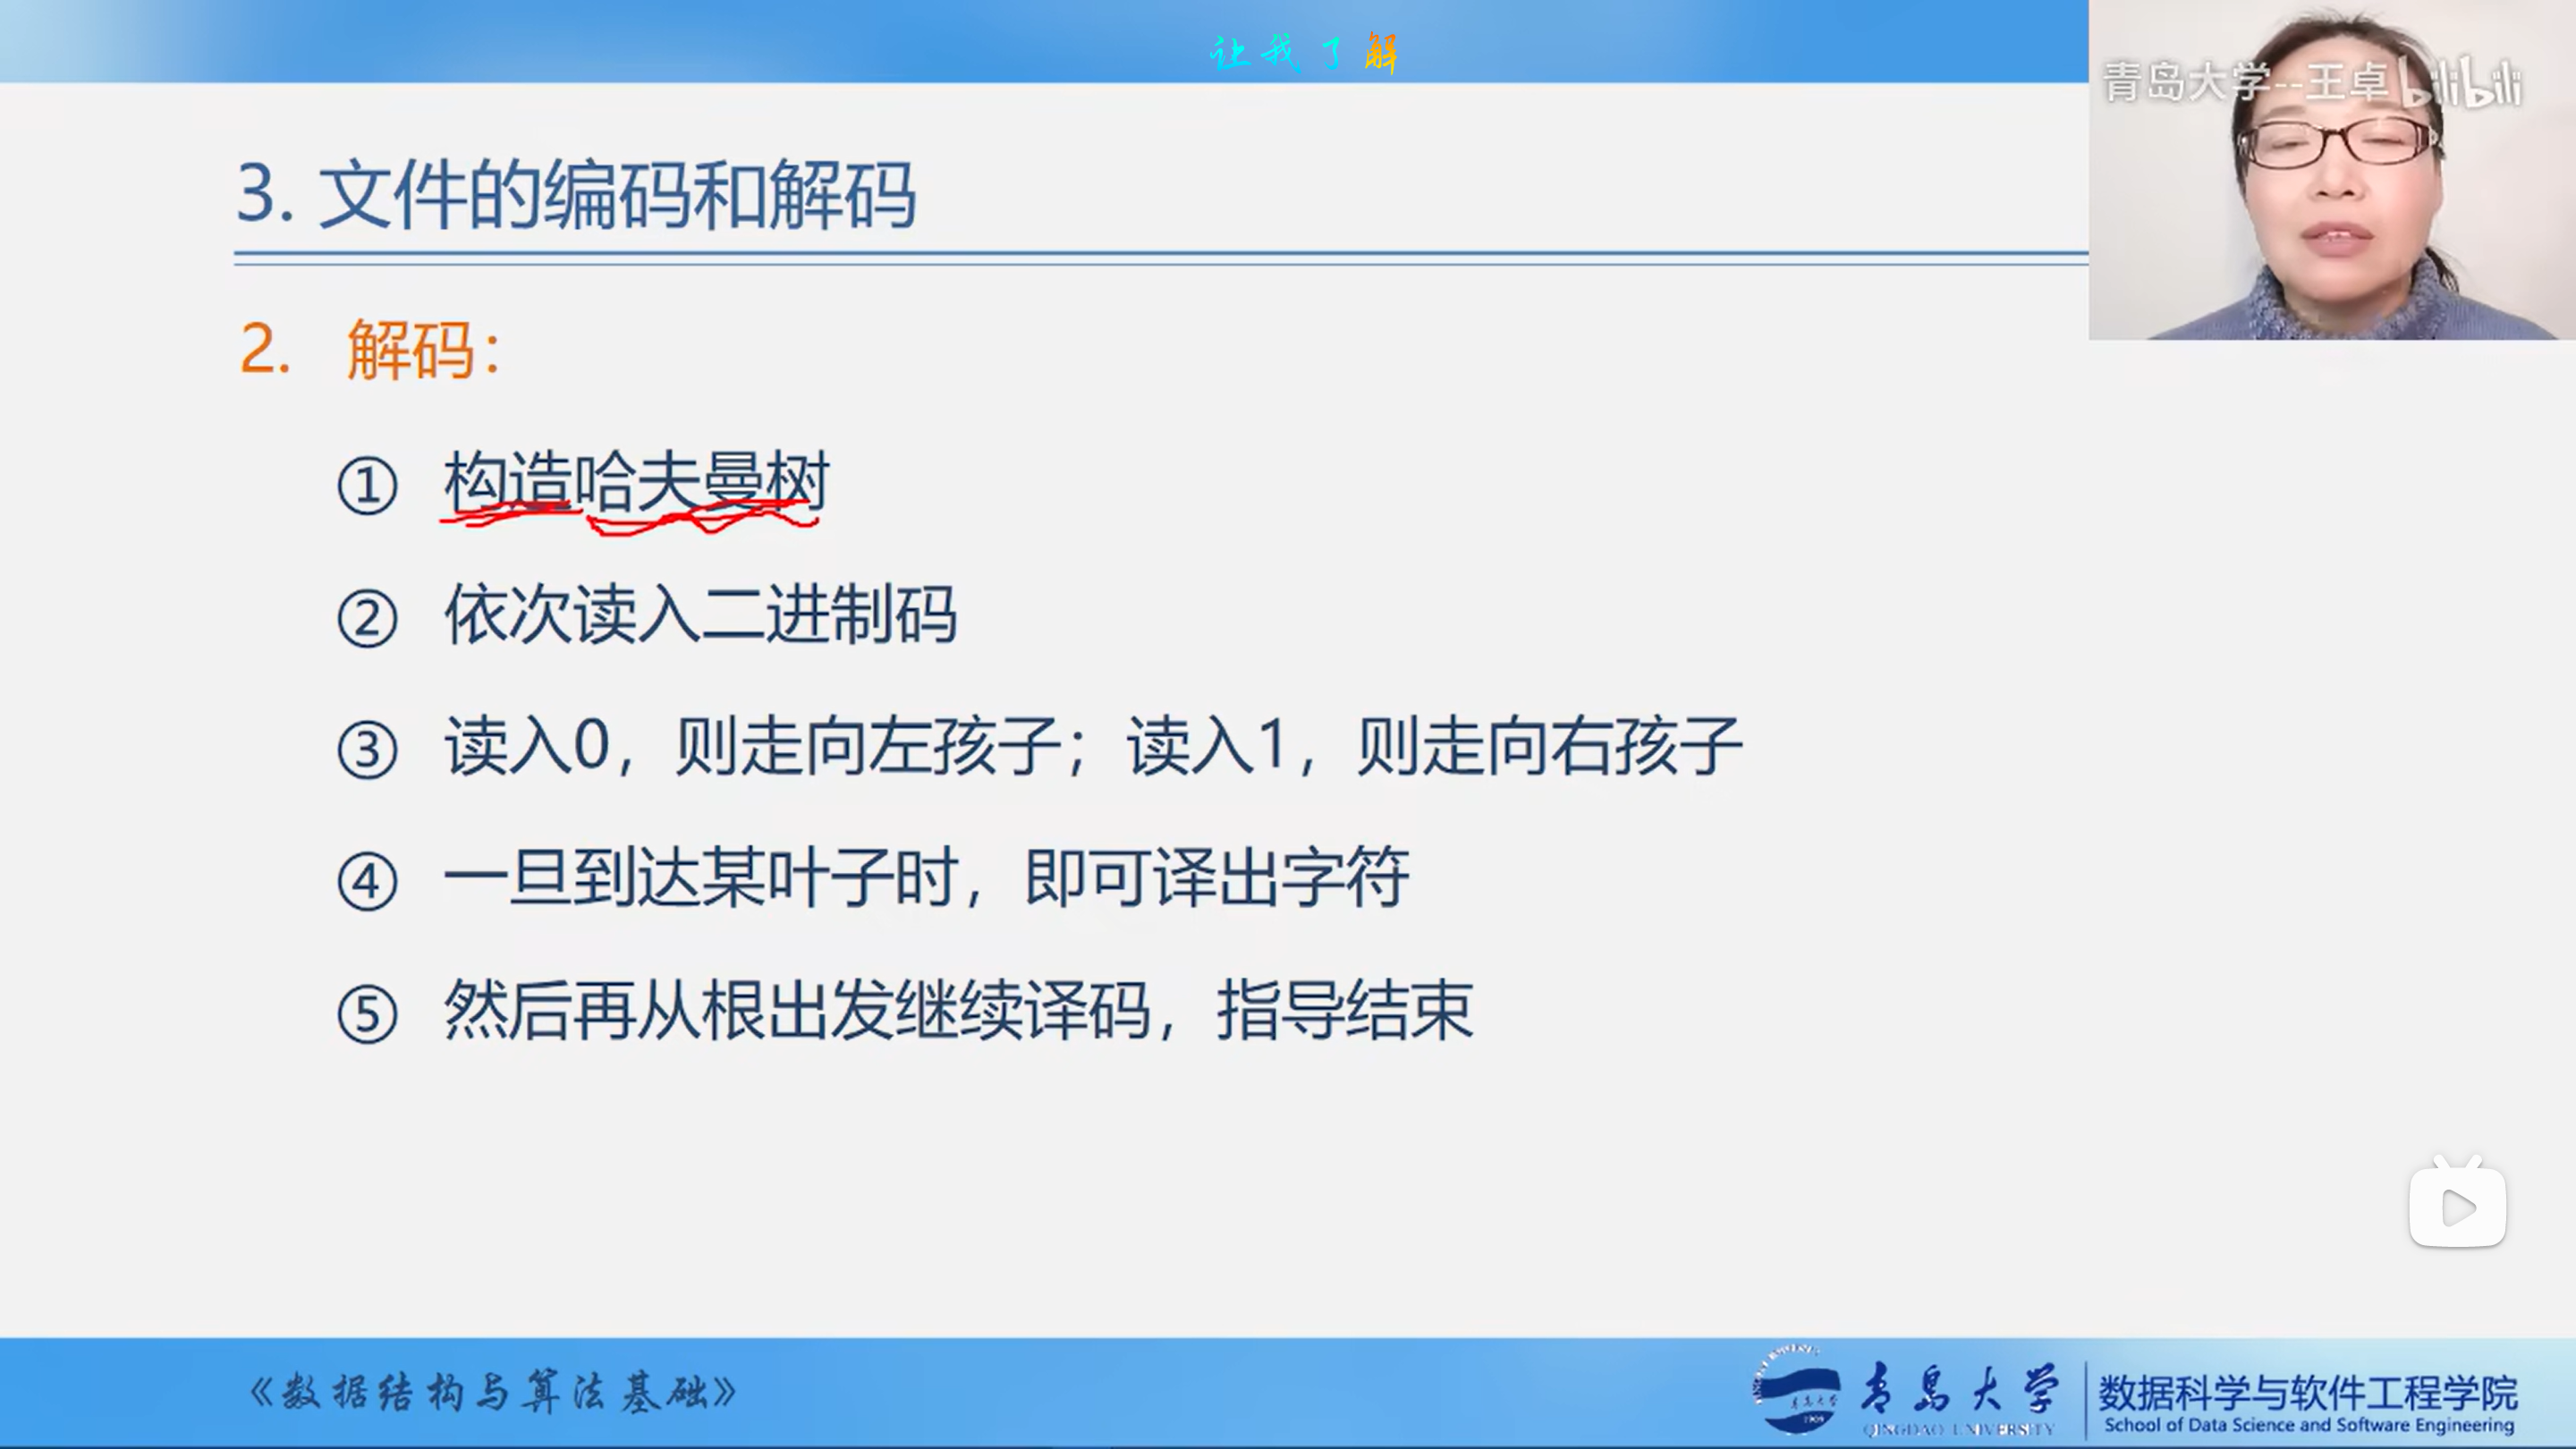 让我了解
青岛大学--王卓 bilibili
3. 文件的编码和解码
2. 解码：
① 构造哈夫曼树
② 依次读入二进制码
③ 读入0，则走向左孩子；读入1，则走向右孩子
④ 一旦到达某叶子时，即可译出字符
⑤ 然后再从根出发继续译码，指导结束
《数据结构与算法基础》
青岛大学
QINGDAO UNIVERSITY
数据科学与软件工程学院
School of Data Science and Software Engineering